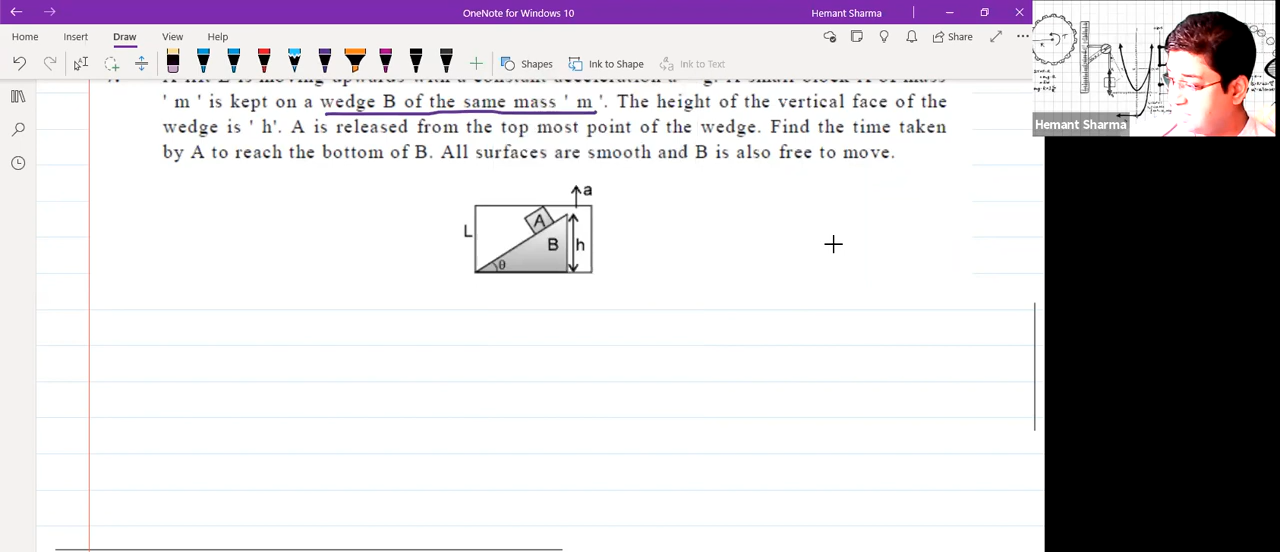 OneNote for Windows 10
Hemant Sharma
Home Insert Draw View Help
Share
Shapes Ink to Shape Ink to Text
' m ' is kept on a wedge B of the same mass ' m '. The height of the vertical face of the
wedge is ' h'. A is released from the top most point of the wedge. Find the time taken
by A to reach the bottom of B. All surfaces are smooth and B is also free to move.
a
A
L
B h
θ
Hemant Sharma